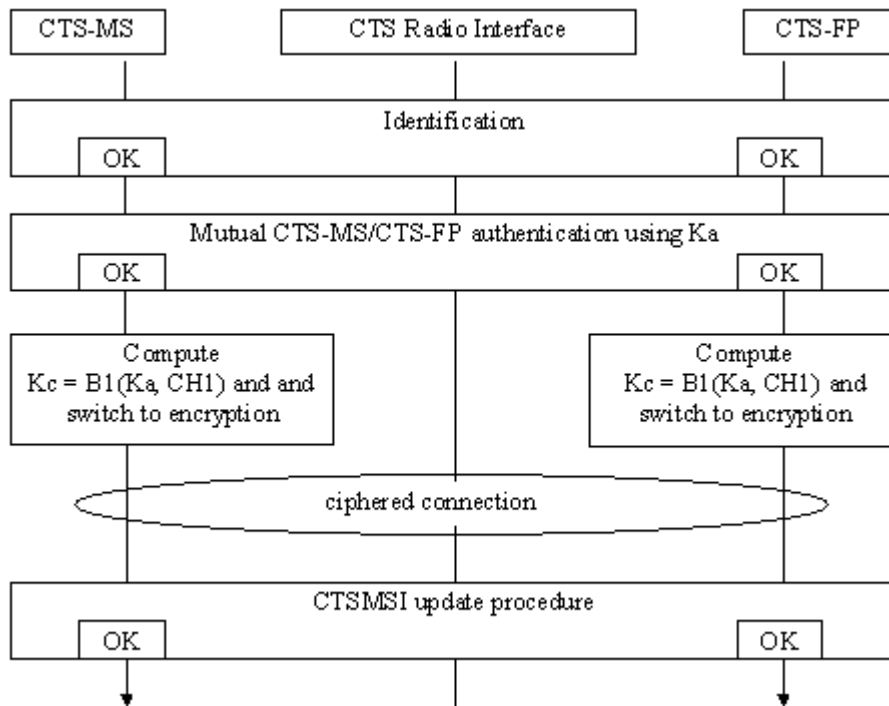 CTS-MS
CTS Radio Interface
CTS-FP
Identification
OK
OK
Mutual CTS-MS/CTS-FP authentication using Ka
OK
OK
Compute
Kc = B1(Ka, CH1) and and
switch to encryption
Compute
Kc = B1(Ka, CH1) and
switch to encryption
ciphered connection
CTSMSI update procedure
OK
OK